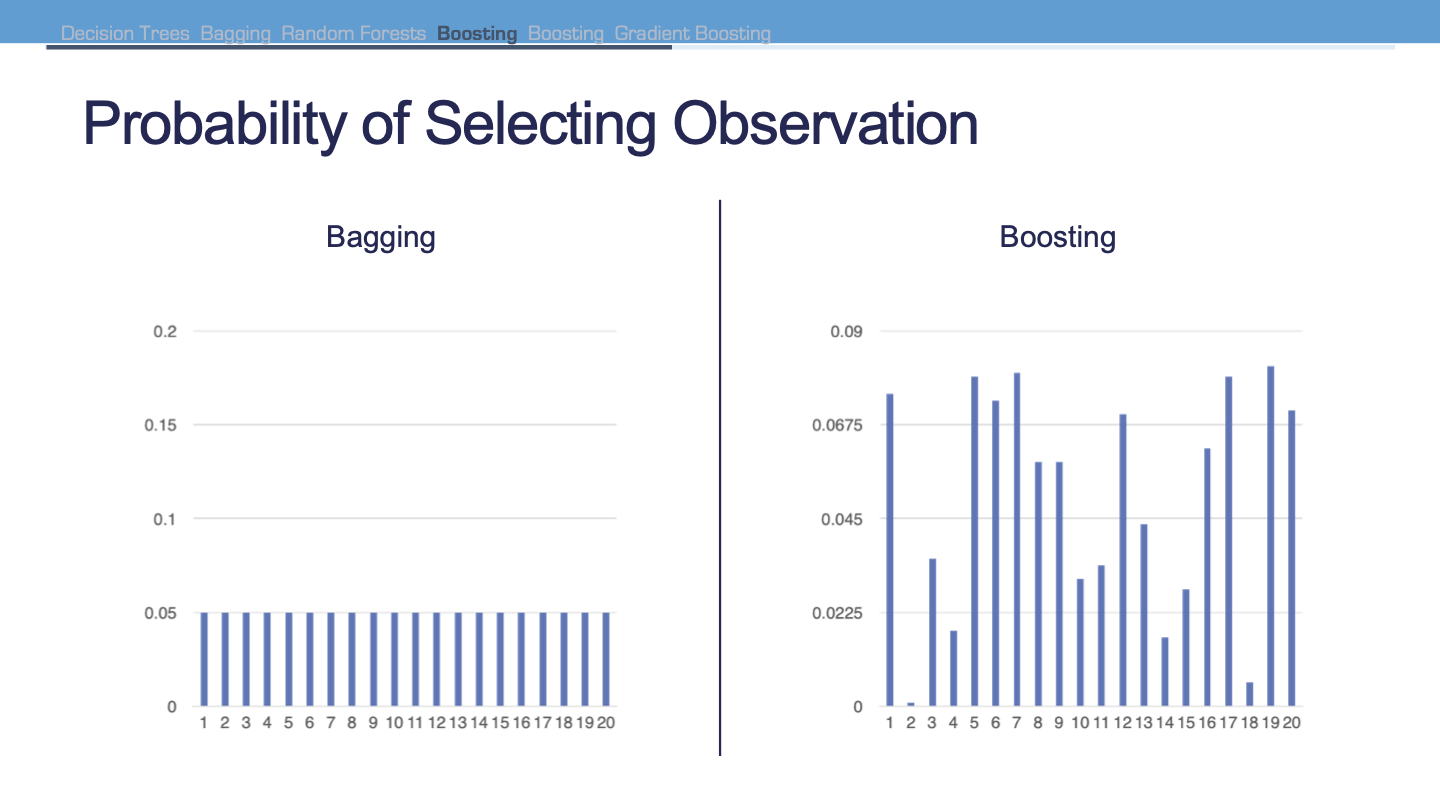 Decision Trees Bagging Random Forests Boosting Boosting Gradient Boosting
Probability of Selecting Observation
Bagging
0.2
0.15
0.1
0.05
0
1 2 3 4 5 6 7 8 9 10 11 12 13 14 15 16 17 18 19 20
Boosting
0.09
0.0675
0.045
0.0225
0
1 2 3 4 5 6 7 8 9 10 11 12 13 14 15 16 17 18 19 20